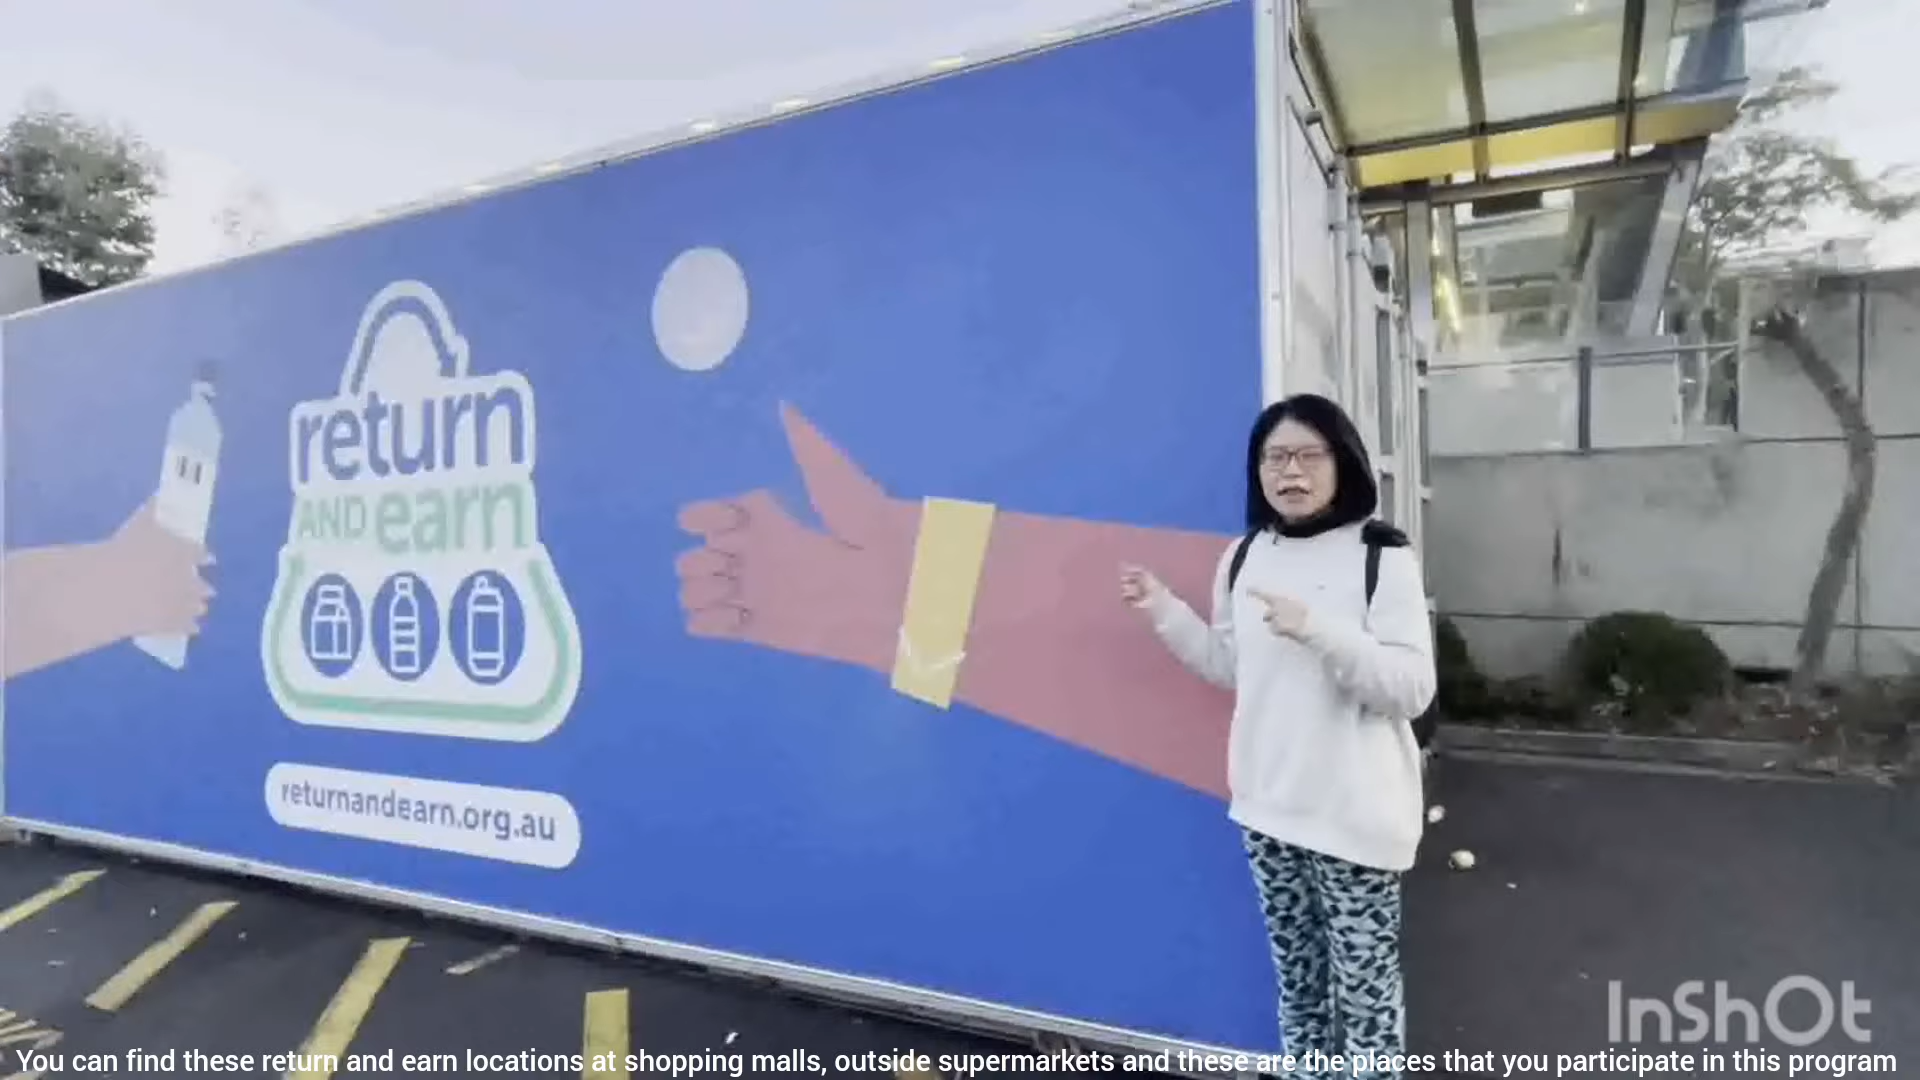 return
AND earn
returnandearn.org.au
InShOt
You can find these return and earn locations at shopping malls, outside supermarkets and these are the places that you participate in this program